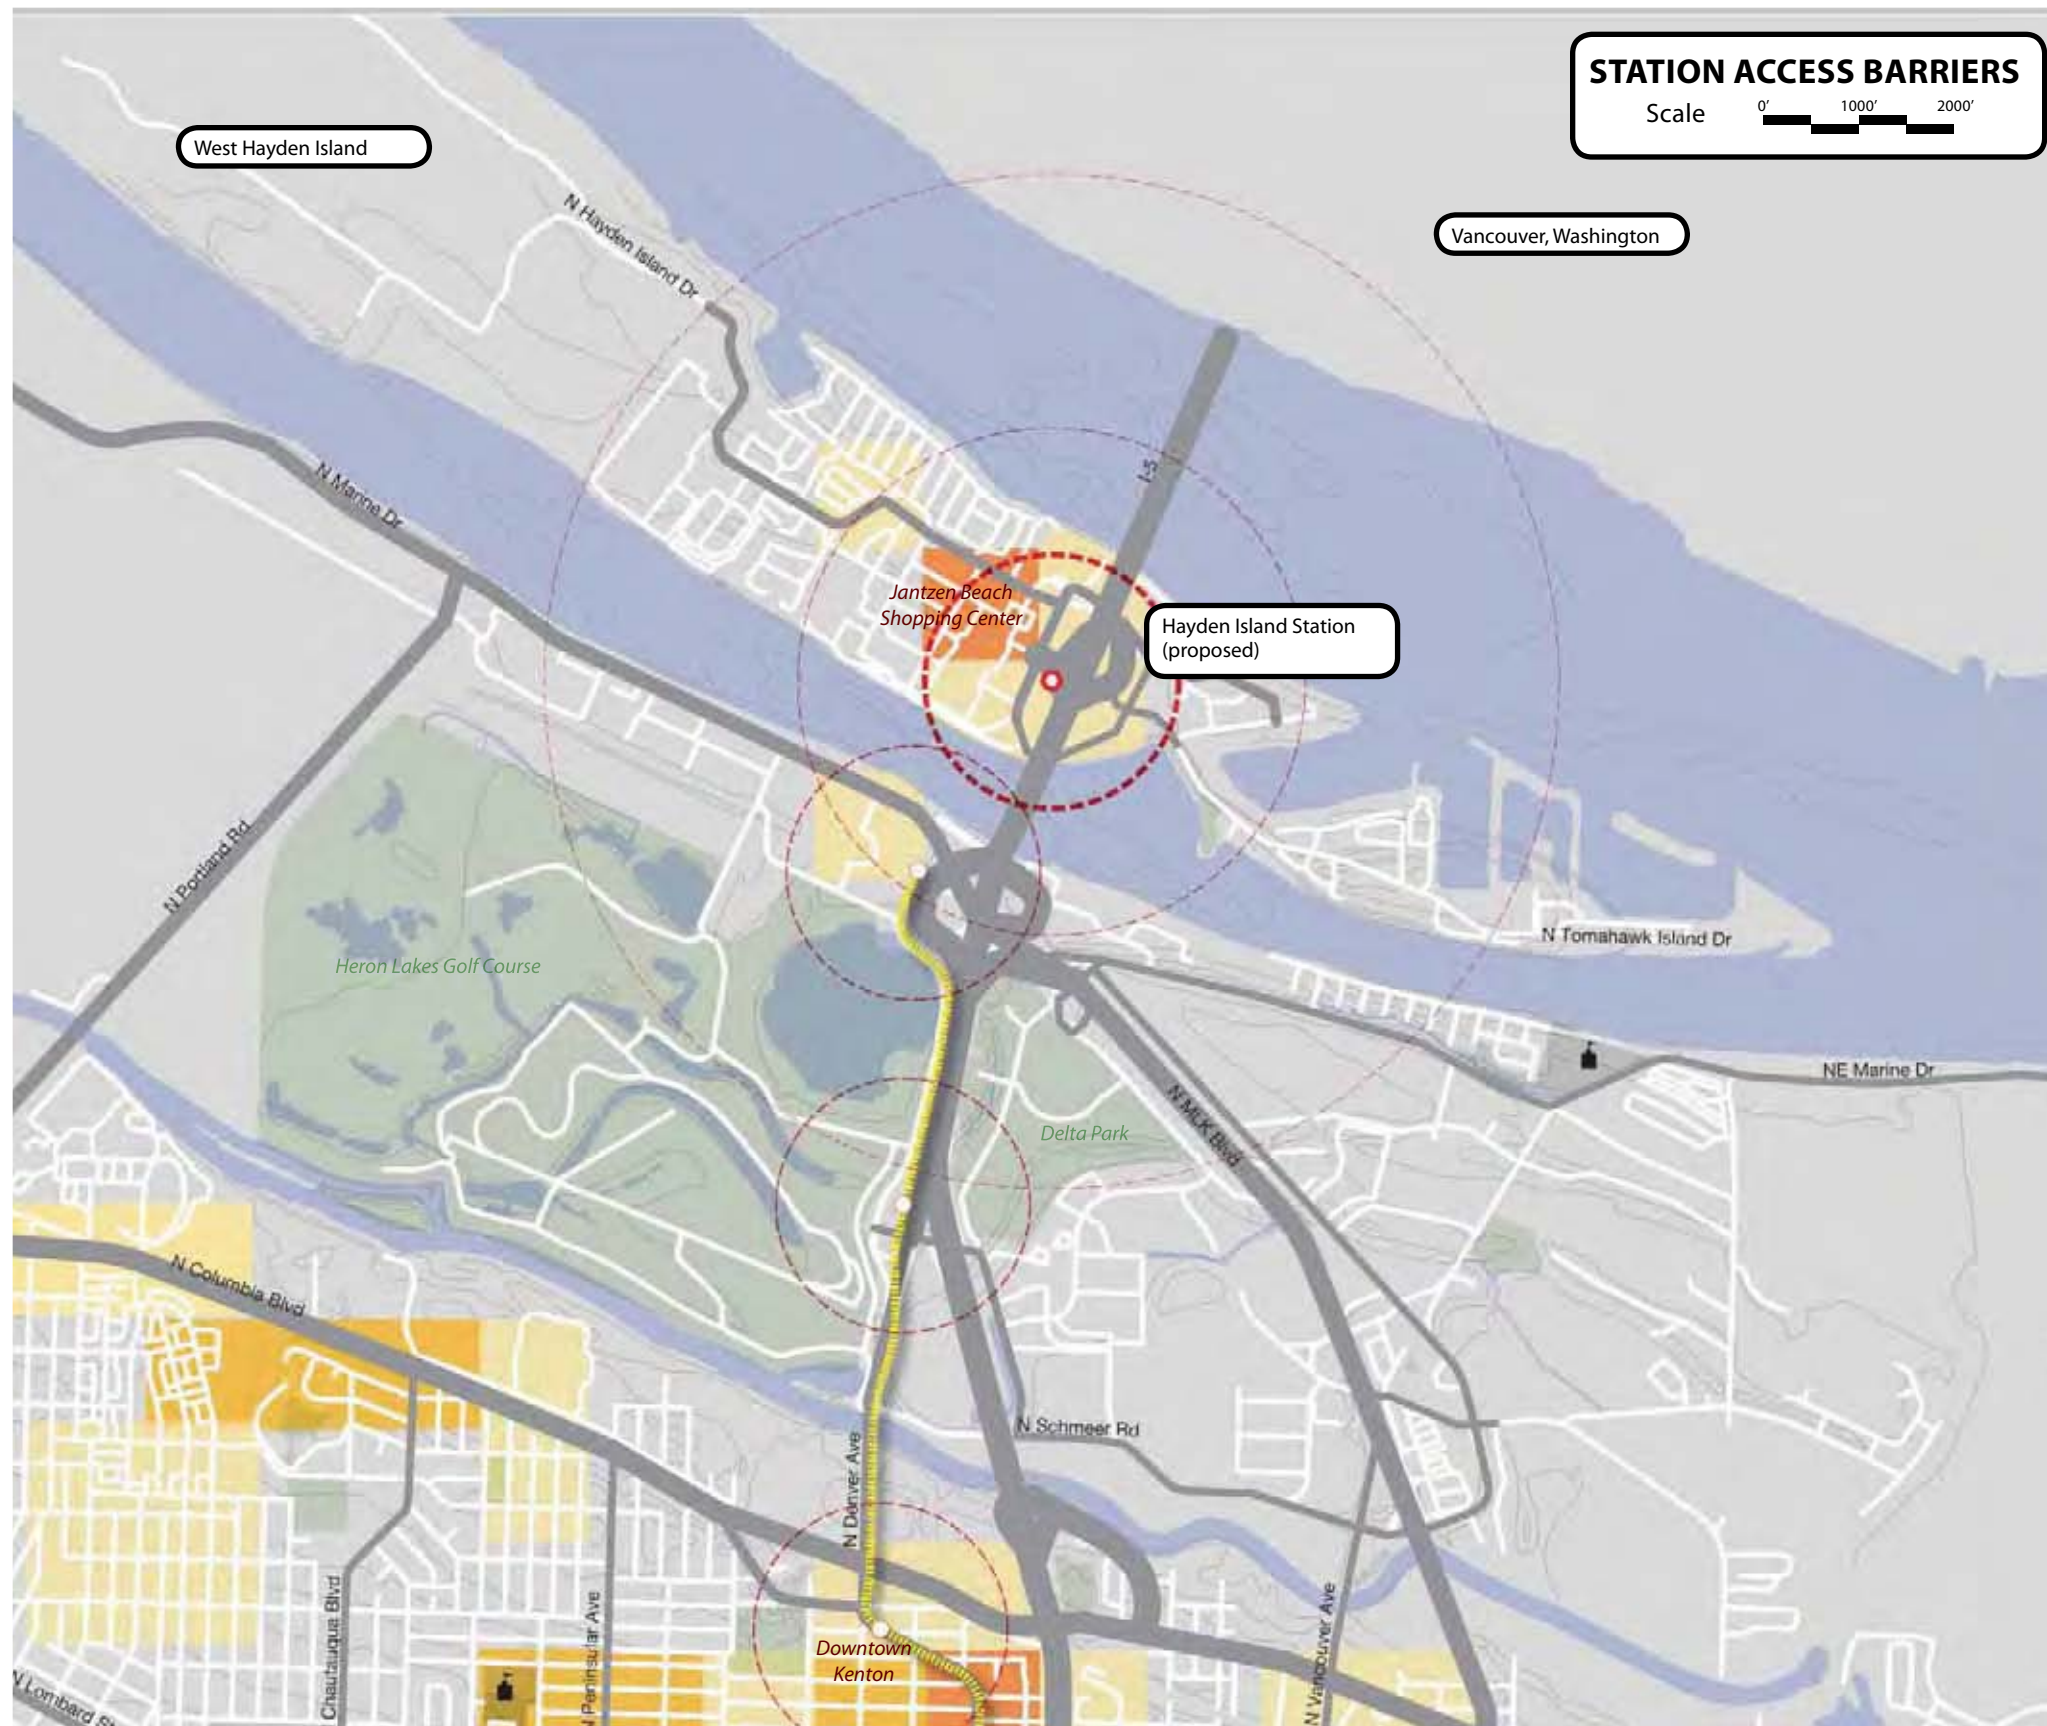 STATION ACCESS BARRIERS
Scale
0' 1000' 2000'
West Hayden Island
Vancouver, Washington
N Hayden Island Dr
I-5
N Marine Dr
Jantzen Beach
Shopping Center
Hayden Island Station
(proposed)
N Portland Rd
Heron Lakes Golf Course
N Tomahawk Island Dr
NE Marine Dr
N MLK Blvd
Delta Park
N Columbia Blvd
N Schmeer Rd
N Denver Ave
Chautauqua Blvd
N Peninsular Ave
N Vancouver Ave
Downtown
Kenton
N Lombard St